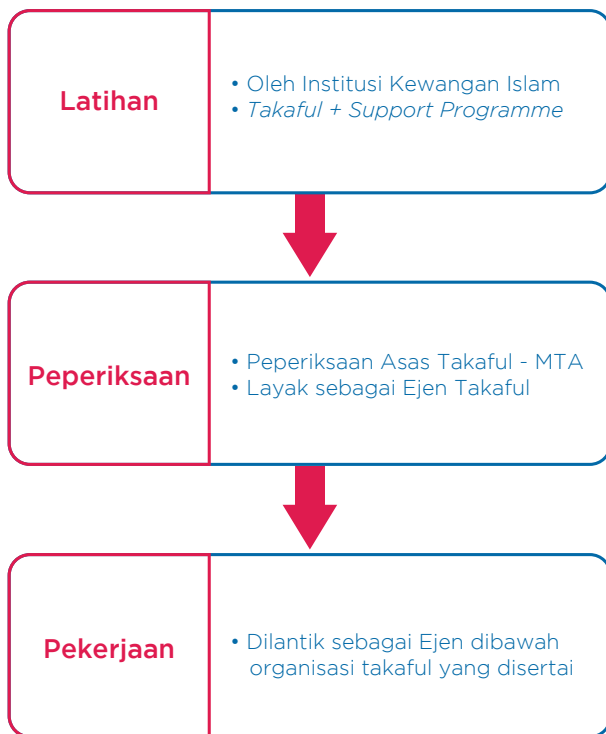 Latihan
• Oleh Institusi Kewangan Islam
• Takaful + Support Programme
Peperiksaan
• Peperiksaan Asas Takaful - MTA
• Layak sebagai Ejen Takaful
Pekerjaan
• Dilantik sebagai Ejen dibawah
organisasi takaful yang disertai